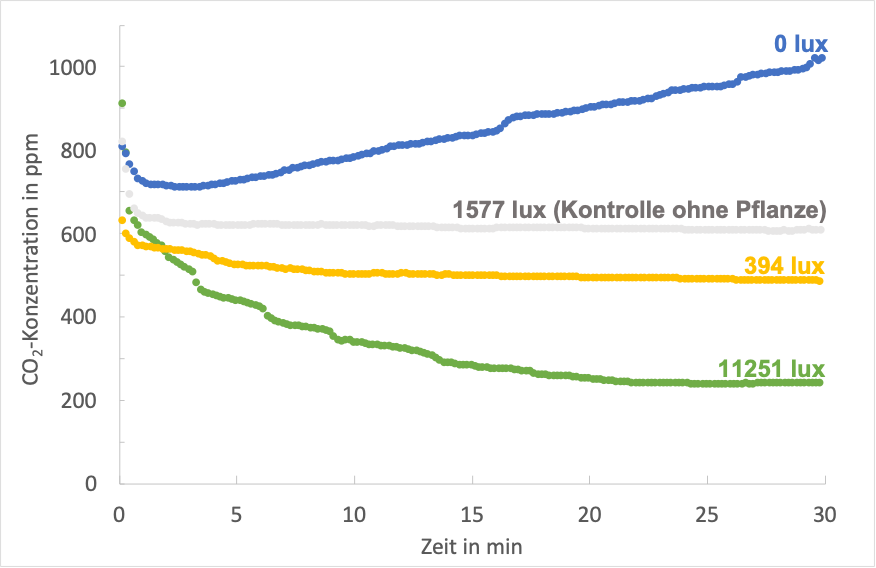 0 lux
1577 lux (Kontrolle ohne Pflanze)
394 lux
11251 lux
CO₂-Konzentration in ppm
1000
800
600
400
200
0
0 5 10 15 20 25 30
Zeit in min